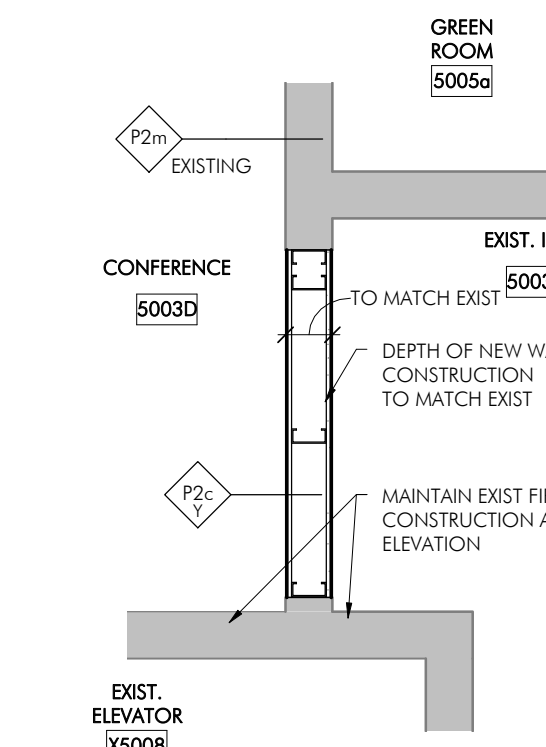 GREEN
ROOM
5005a
P2m
EXISTING
EXIST.
CONFERENCE
5003D
TO MATCH EXIST
DEPTH OF NEW
CONSTRUCTION
TO MATCH EXIST
P2c
Y
MAINTAIN EXIST
CONSTRUCTION
ELEVATION
EXIST.
ELEVATOR
X5008